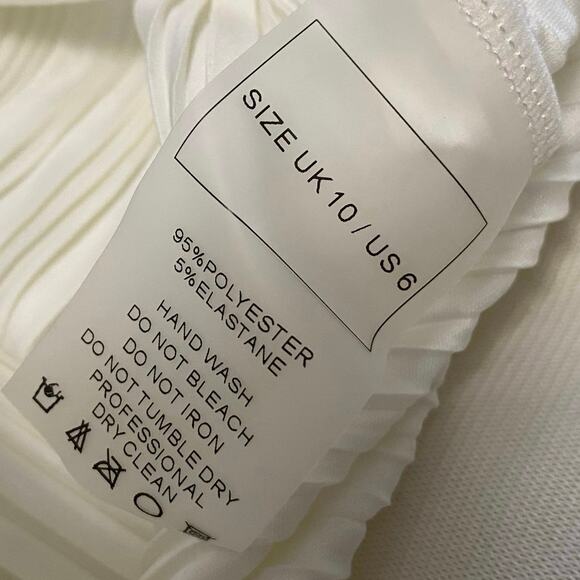 SIZE UK 10 / US 6
95%POLYESTER
5%ELASTANE
HAND WASH
DO NOT BLEACH
DO NOT IRON
DO NOT TUMBLE DRY
PROFESSIONAL
DRY CLEAN